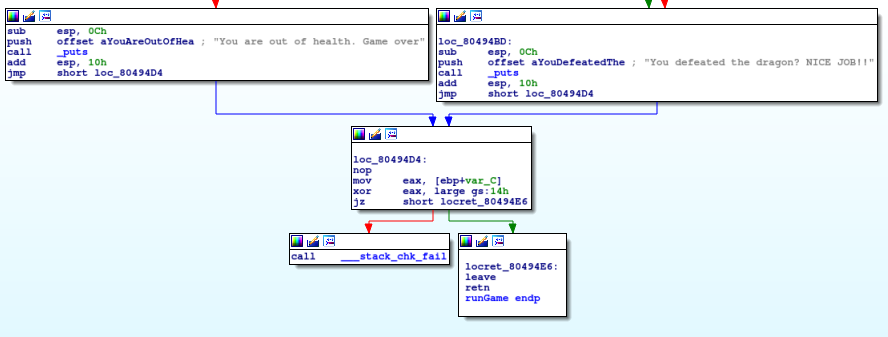 sub     esp, 0Ch
push    offset aYouAreOutOfHea ; "You are out of health. Game over"
call    _puts
add     esp, 10h
jmp     short loc_80494D4
loc_80494BD:
sub     esp, 0Ch
push    offset aYouDefeatedThe ; "You defeated the dragon? NICE JOB!!"
call    _puts
add     esp, 10h
jmp     short loc_80494D4
loc_80494D4:
nop
mov     eax, [ebp+var_C]
xor     eax, large gs:14h
jz      short locret_80494E6
call    ___stack_chk_fail
locret_80494E6:
leave
retn
runGame endp